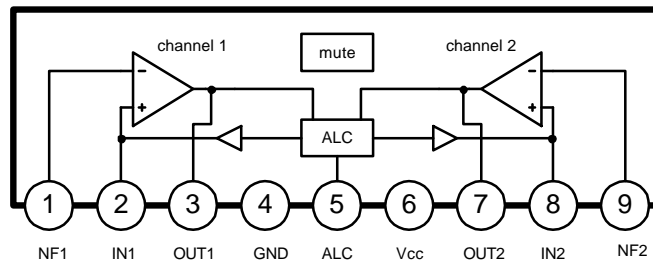 channel 1
mute
channel 2
−
+
−
+
ALC
1 2 3 4 5 6 7 8 9
NF1 IN1 OUT1 GND ALC Vcc OUT2 IN2 NF2